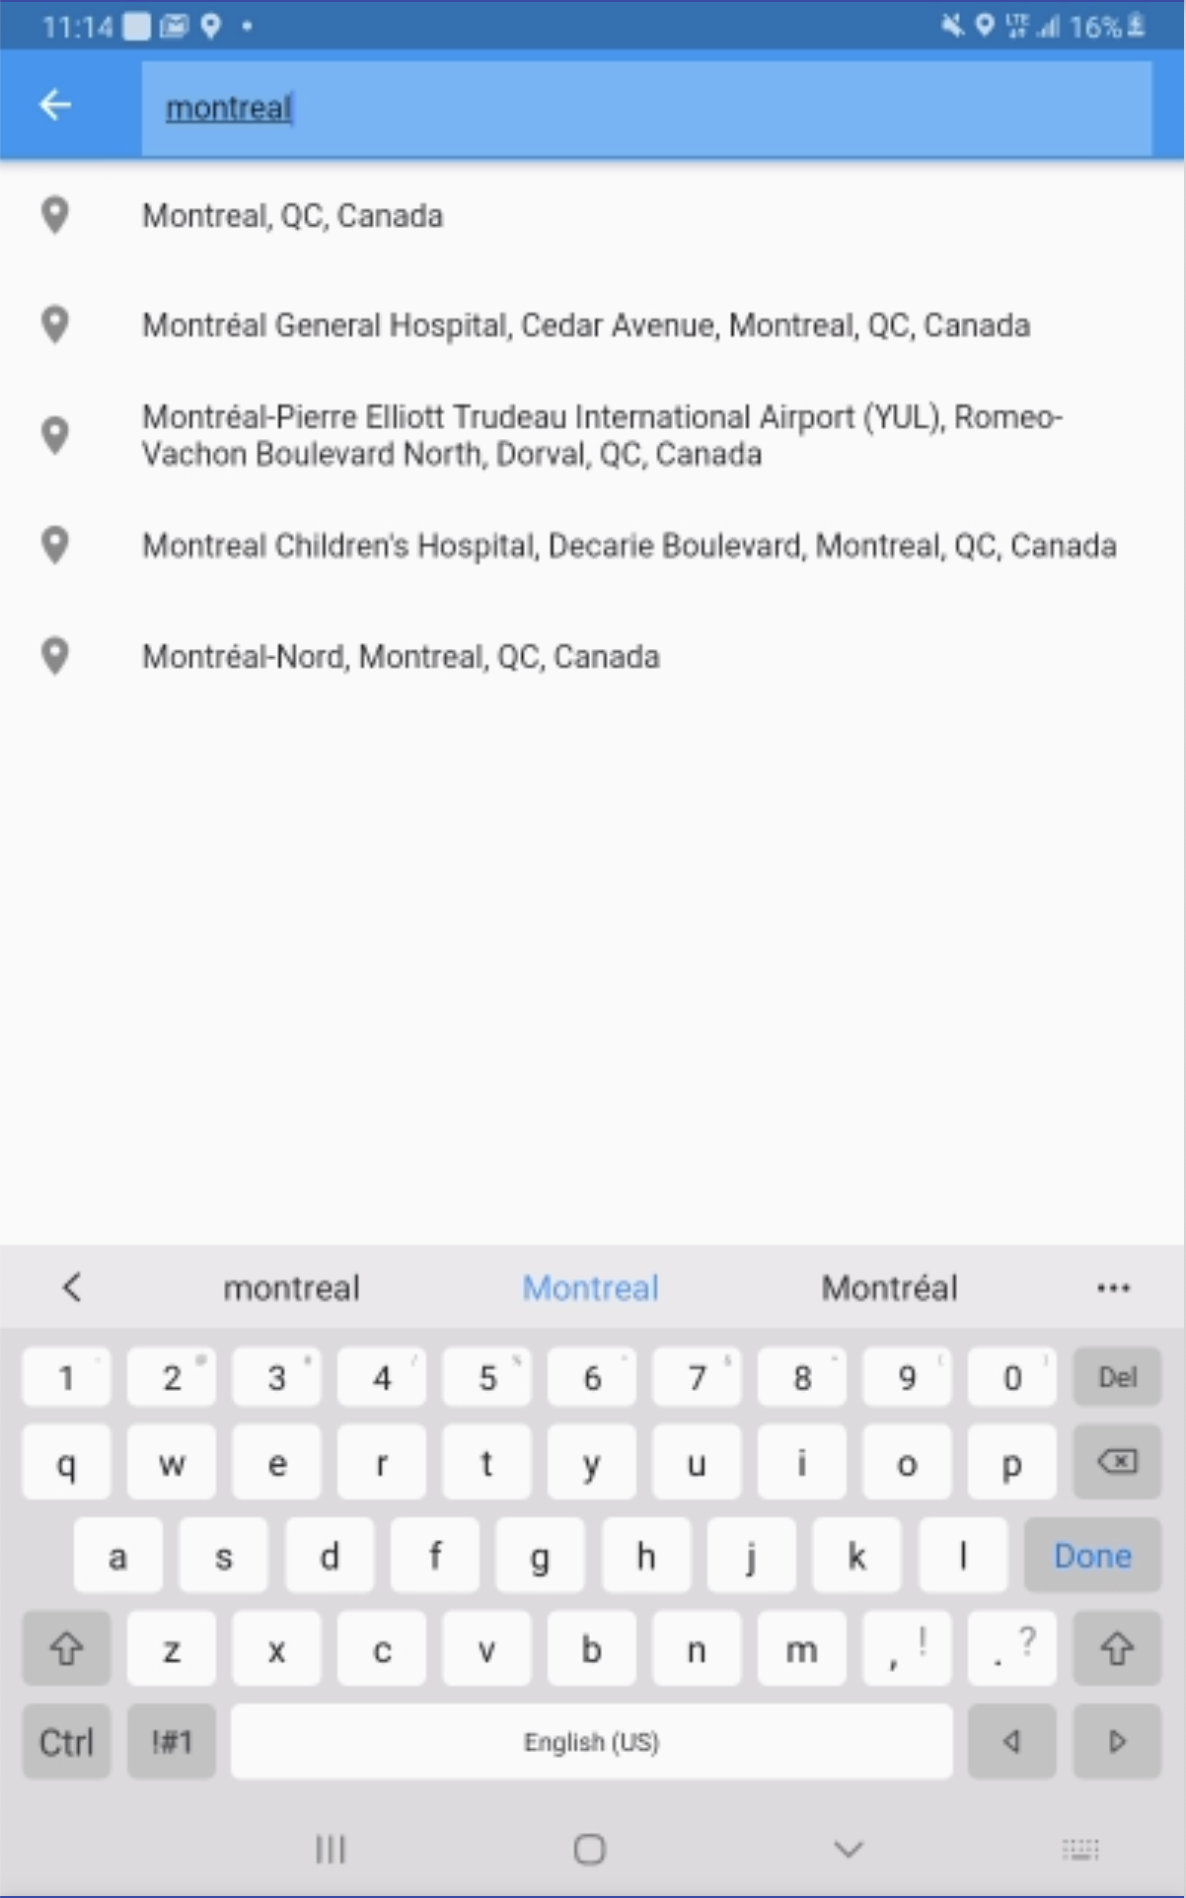 11:14 LTE 16%
montreal
Montreal, QC, Canada
Montréal General Hospital, Cedar Avenue, Montreal, QC, Canada
Montréal-Pierre Elliott Trudeau International Airport (YUL), Romeo-
Vachon Boulevard North, Dorval, QC, Canada
Montreal Children's Hospital, Decarie Boulevard, Montreal, QC, Canada
Montréal-Nord, Montreal, QC, Canada
montreal Montreal Montréal •••
1 2 3 4 5 6 7 8 9 0 Del
q w e r t y u i o p
a s d f g h j k l Done
z x c v b n m , ! . ?
Ctrl !#1 English (US)